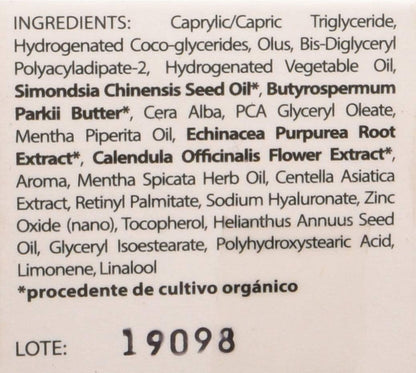 INGREDIENTS: Caprylic/Capric Triglyceride,
Hydrogenated Coco-glycerides, Olus, Bis-Diglyceryl
Polyacyladipate-2, Hydrogenated Vegetable Oil,
Simondsia Chinensis Seed Oil*, Butyrospermum
Parkii Butter*, Cera Alba, PCA Glyceryl Oleate,
Mentha Piperita Oil, Echinacea Purpurea Root
Extract*, Calendula Officinalis Flower Extract*,
Aroma, Mentha Spicata Herb Oil, Centella Asiatica
Extract, Retinyl Palmitate, Sodium Hyaluronate, Zinc
Oxide (nano), Tocopherol, Helianthus Annuus Seed
Oil, Glyceryl Isoestearate, Polyhydroxystearic Acid,
Limonene, Linalool
*procedente de cultivo orgánico
LOTE: 19098